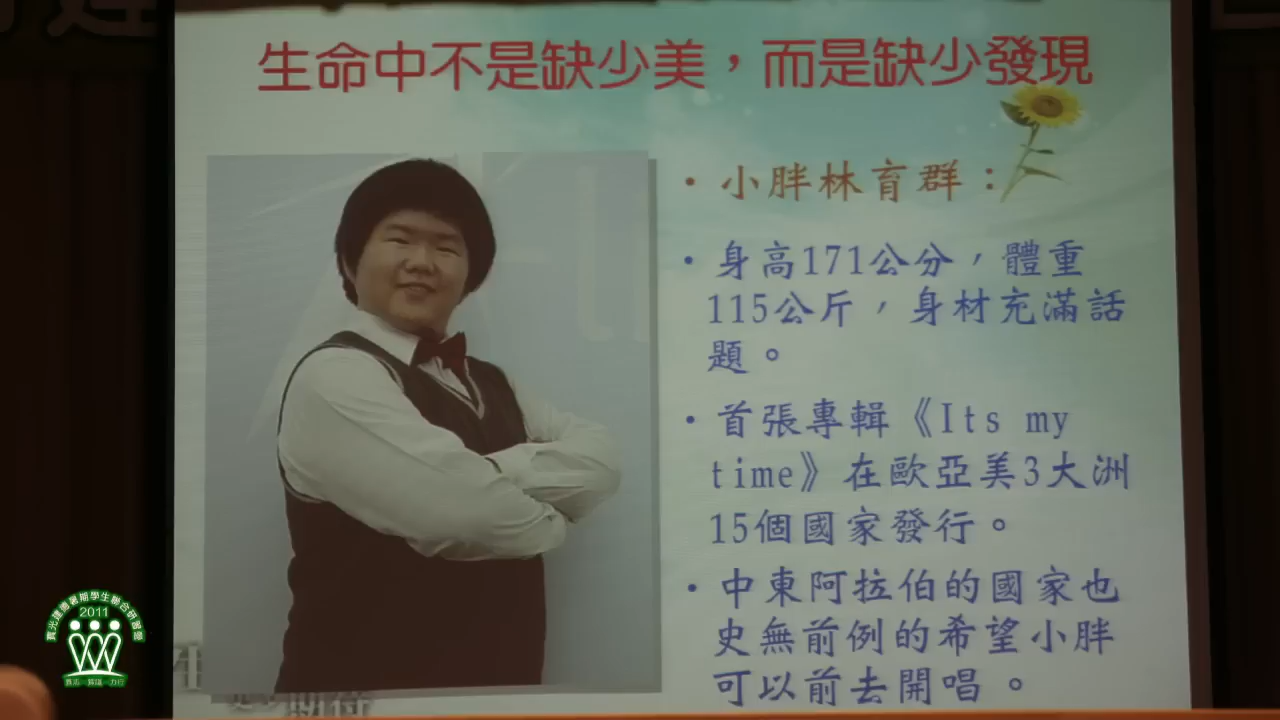 生命中不是缺少美，而是缺少發現
• 小胖林育群：
• 身高171公分，體重
115公斤，身材充滿話
題。
• 首張專輯《Its my
time》在歐亞美3大洲
15個國家發行。
• 中東阿拉伯的國家也
史無前例的希望小胖
可以前去開唱。
2011